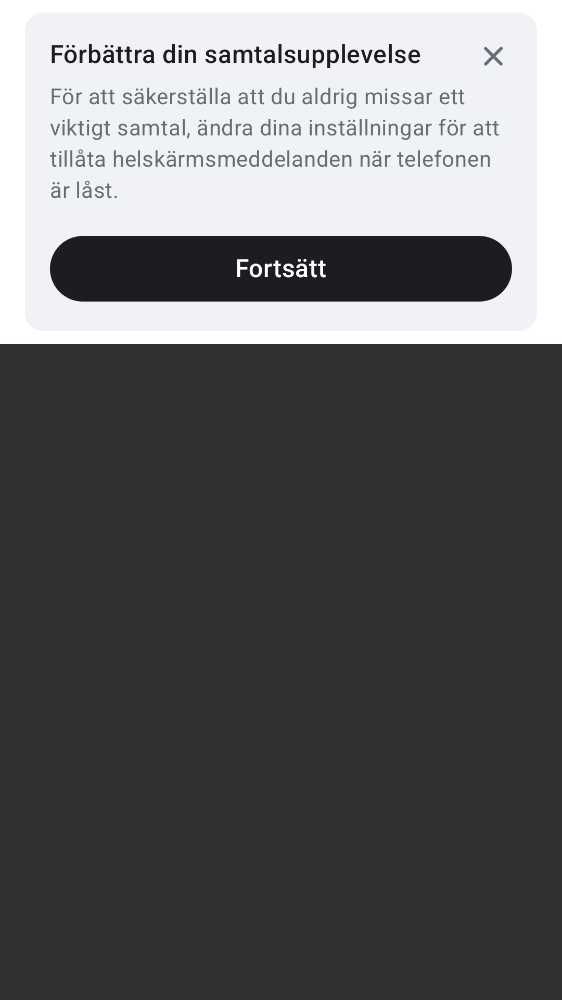 Förbättra din samtalsupplevelse
För att säkerställa att du aldrig missar ett
viktigt samtal, ändra dina inställningar för att
tillåta helskärmsmeddelanden när telefonen
är låst.
Fortsätt